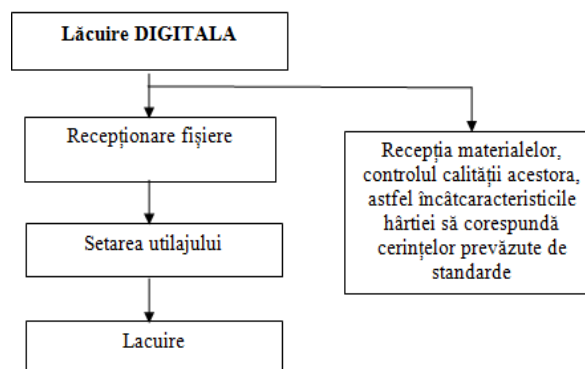 Lăcuire DIGITALA
Recepționare fișiere
Recepția materelor,
controlul calității acestora,
astfel încâtcaracteristicile
hârtiei să corespundă
cerințelor prevăzute de
standarde
Setarea utilajului
Lacuire